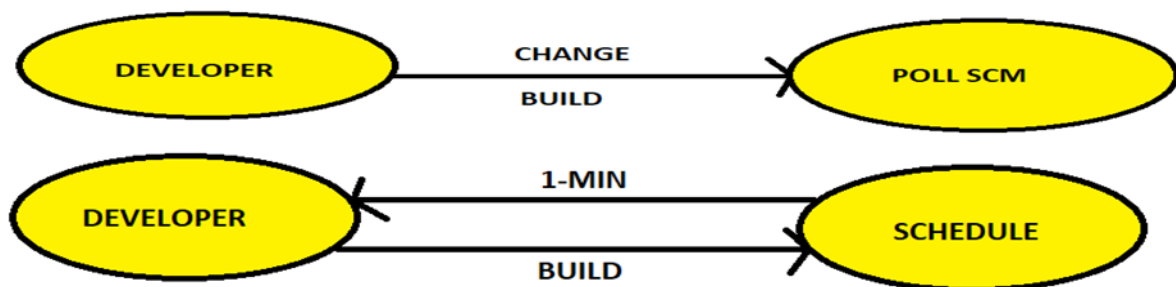 DEVELOPER
CHANGE
BUILD
POLL SCM
DEVELOPER
1-MIN
BUILD
SCHEDULE